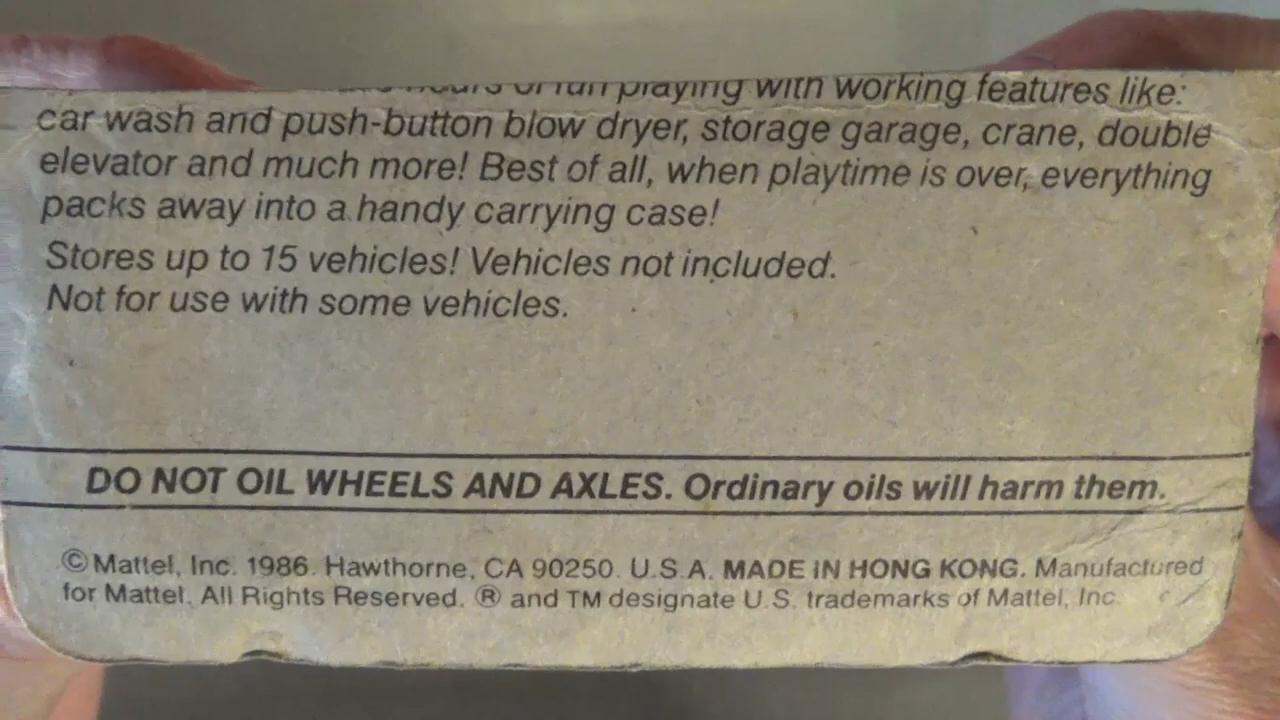 hours of fun playing with working features like:
car wash and push-button blow dryer, storage garage, crane, double
elevator and much more! Best of all, when playtime is over, everything
packs away into a handy carrying case!
Stores up to 15 vehicles! Vehicles not included.
Not for use with some vehicles.
DO NOT OIL WHEELS AND AXLES. Ordinary oils will harm them.
© Mattel, Inc. 1986. Hawthorne, CA 90250. U.S.A. MADE IN HONG KONG. Manufactured
for Mattel. All Rights Reserved. ® and TM designate U.S. trademarks of Mattel, Inc.